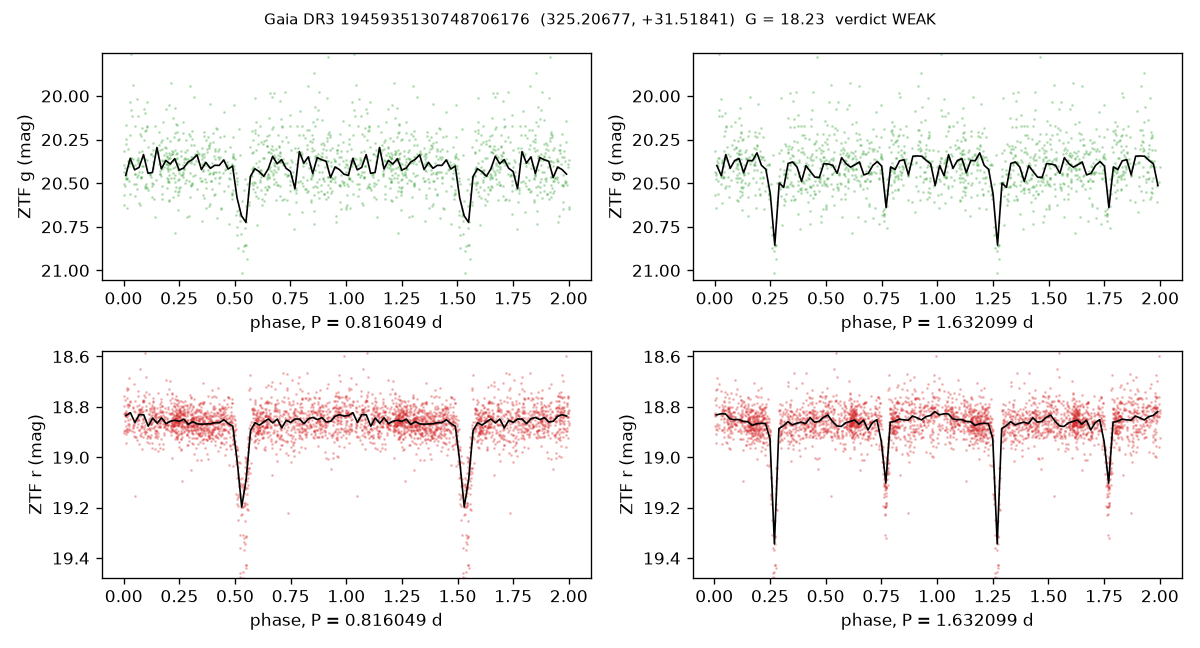 Gaia DR3 1945935130748706176  (325.20677, +31.51841)  G = 18.23  verdict WEAK
ZTF g (mag)
20.00
20.25
20.50
20.75
21.00
0.00 0.25 0.50 0.75 1.00 1.25 1.50 1.75 2.00
phase, P = 0.816049 d
ZTF g (mag)
20.00
20.25
20.50
20.75
21.00
0.00 0.25 0.50 0.75 1.00 1.25 1.50 1.75 2.00
phase, P = 1.632099 d
ZTF r (mag)
18.6
18.8
19.0
19.2
19.4
0.00 0.25 0.50 0.75 1.00 1.25 1.50 1.75 2.00
phase, P = 0.816049 d
ZTF r (mag)
18.6
18.8
19.0
19.2
19.4
0.00 0.25 0.50 0.75 1.00 1.25 1.50 1.75 2.00
phase, P = 1.632099 d